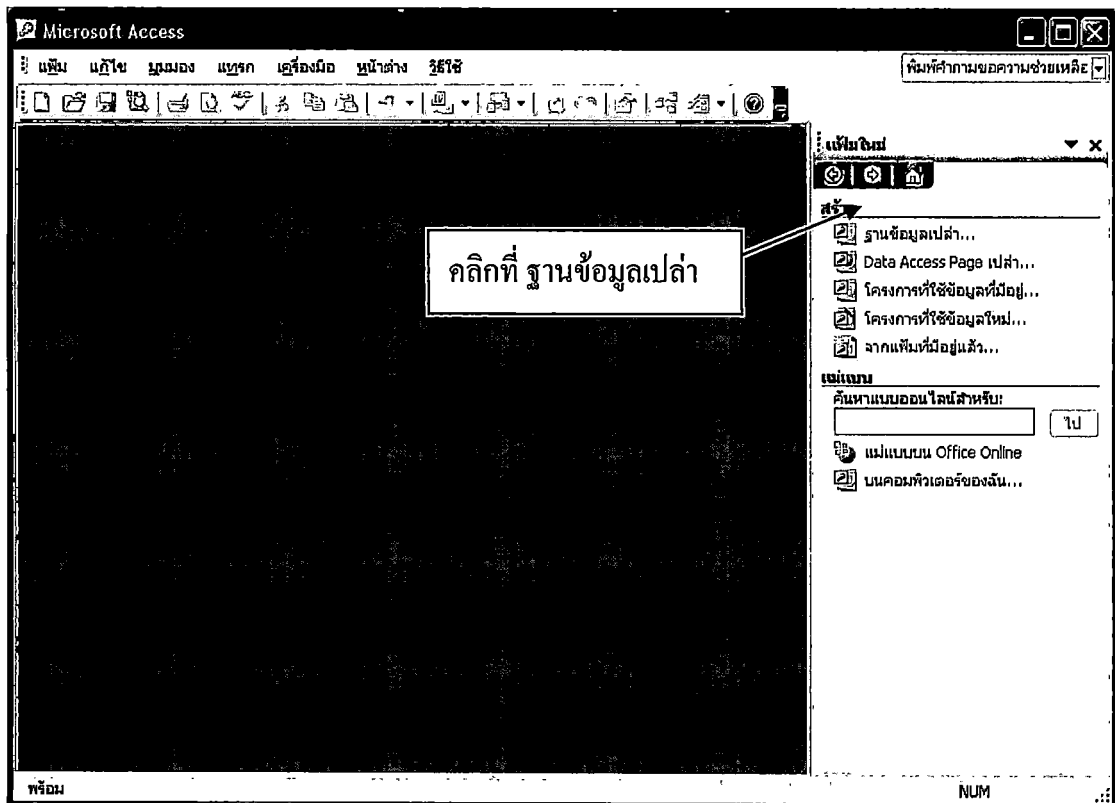 Microsoft Access
แฟ้ม แก้ไข มุมมอง แทรก เครื่องมือ หน้าต่าง วิธีใช้
พิมพ์คำถามขอความช่วยเหลือ
แฟ้มใหม่
สร้
ฐานข้อมูลเปล่า...
คลิกที่ ฐานข้อมูลเปล่า
Data Access Page เปล่า...
โครงการที่ใช้ข้อมูลที่มีอยู่...
โครงการที่ใช้ข้อมูลใหม่...
จากแฟ้มที่มีอยู่แล้ว...
แม่แบบ
ค้นหาแบบออนไลน์สำหรับ:
ไป
แม่แบบบน Office Online
บนคอมพิวเตอร์ของฉัน...
พร้อม
NUM